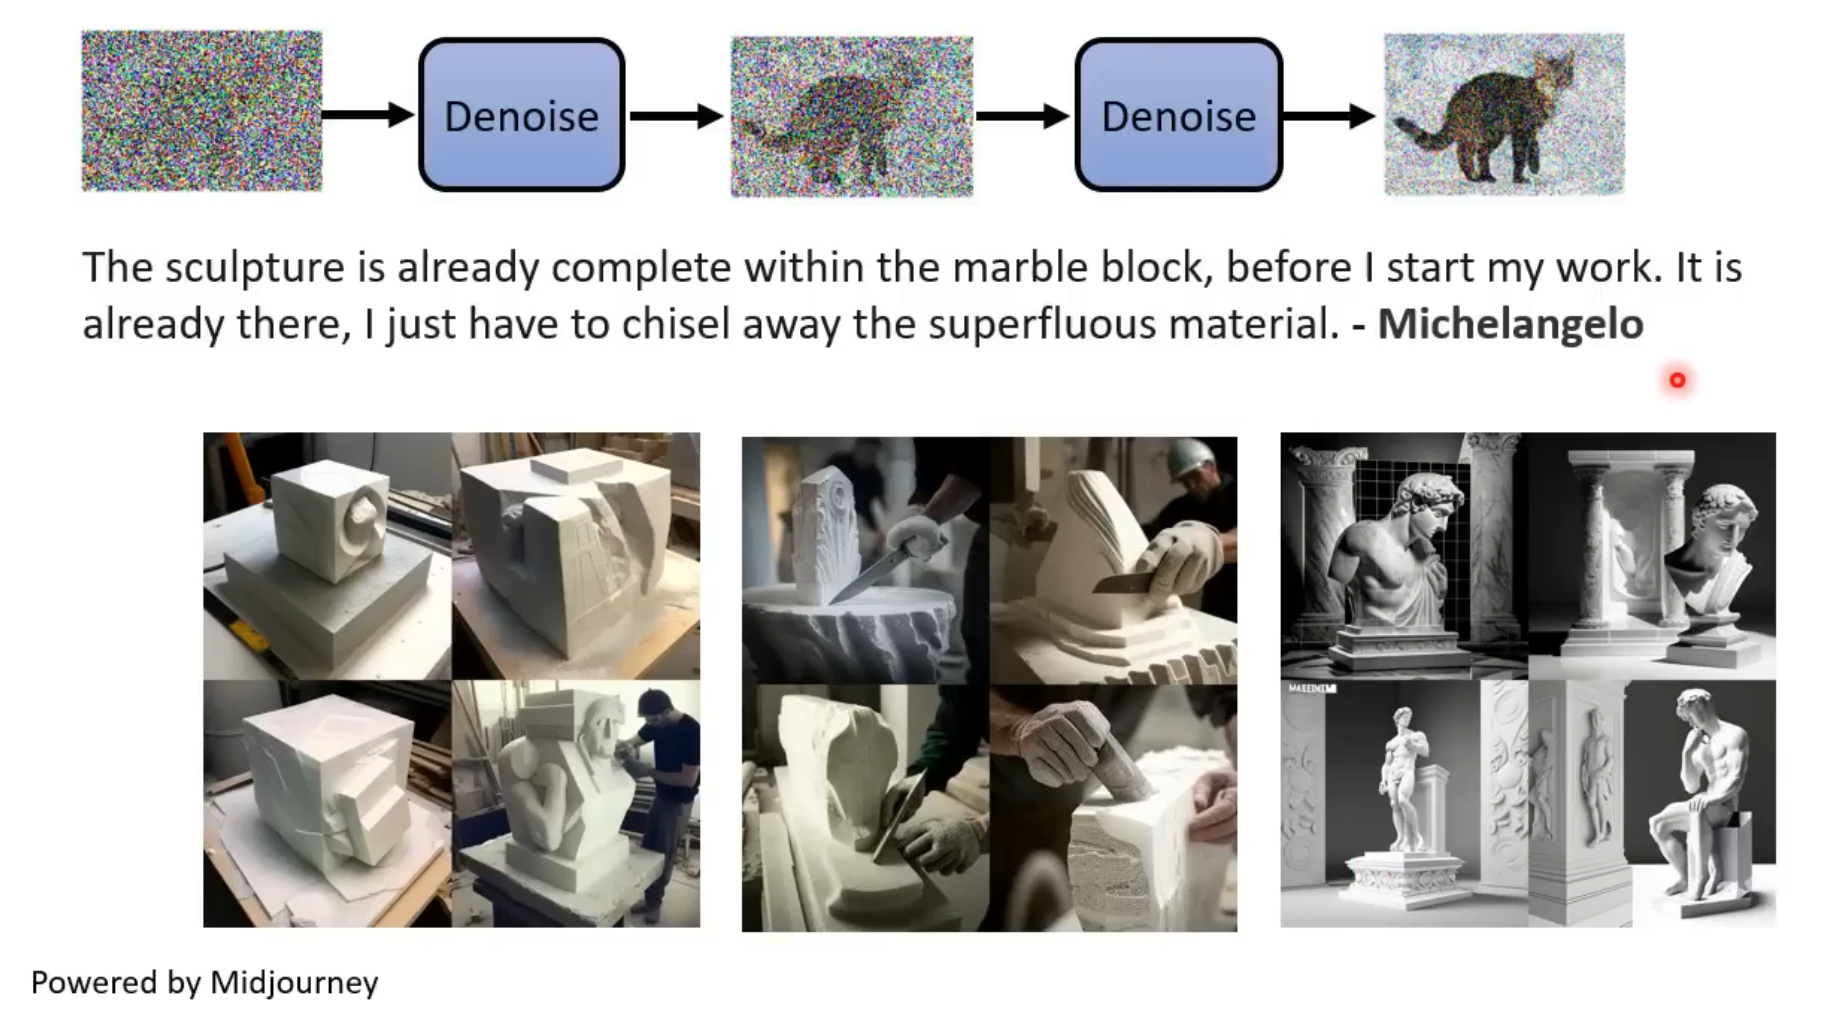 Denoise
Denoise
The sculpture is already complete within the marble block, before I start my work. It is
already there, I just have to chisel away the superfluous material. - Michelangelo
Powered by Midjourney